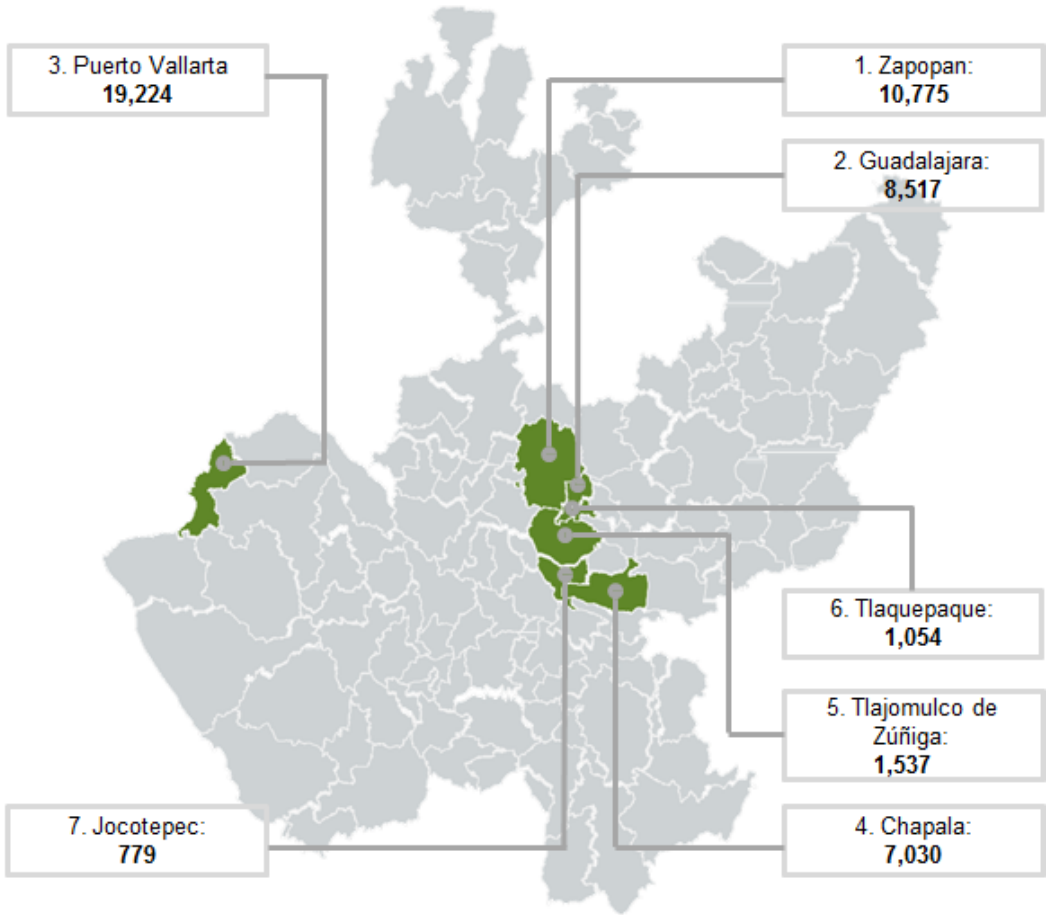 3. Puerto Vallarta
19,224
1. Zapopan:
10,775
2. Guadalajara:
8,517
6. Tlaquepaque:
1,054
5. Tlajomulco de
Zúñiga:
1,537
7. Jocotepec:
779
4. Chapala:
7,030